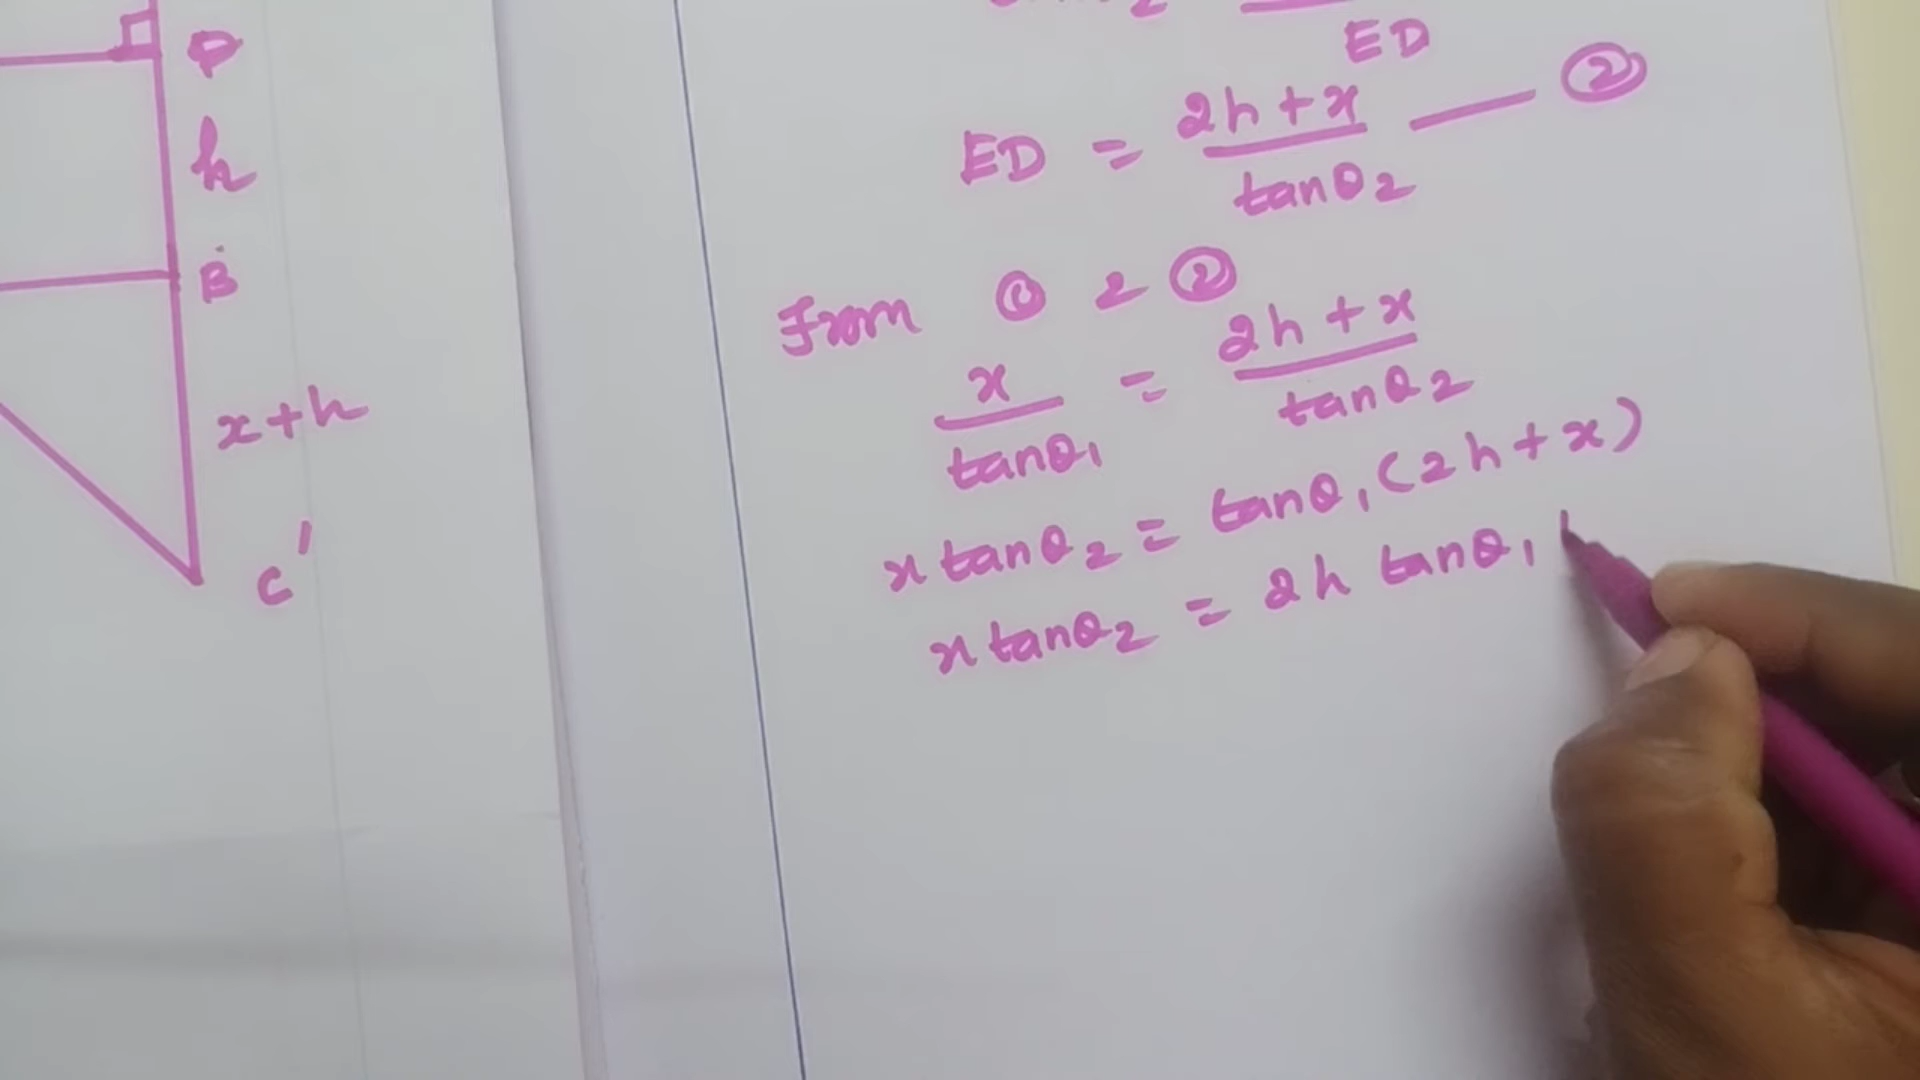 D
h
B
x+h
C'
ED
ED = 2h+x / tanθ2 — ②
From ① & ②
x / tanθ1 = 2h+x / tanθ2
x tanθ2 = tanθ1 (2h+x)
x tanθ2 = 2h tanθ1